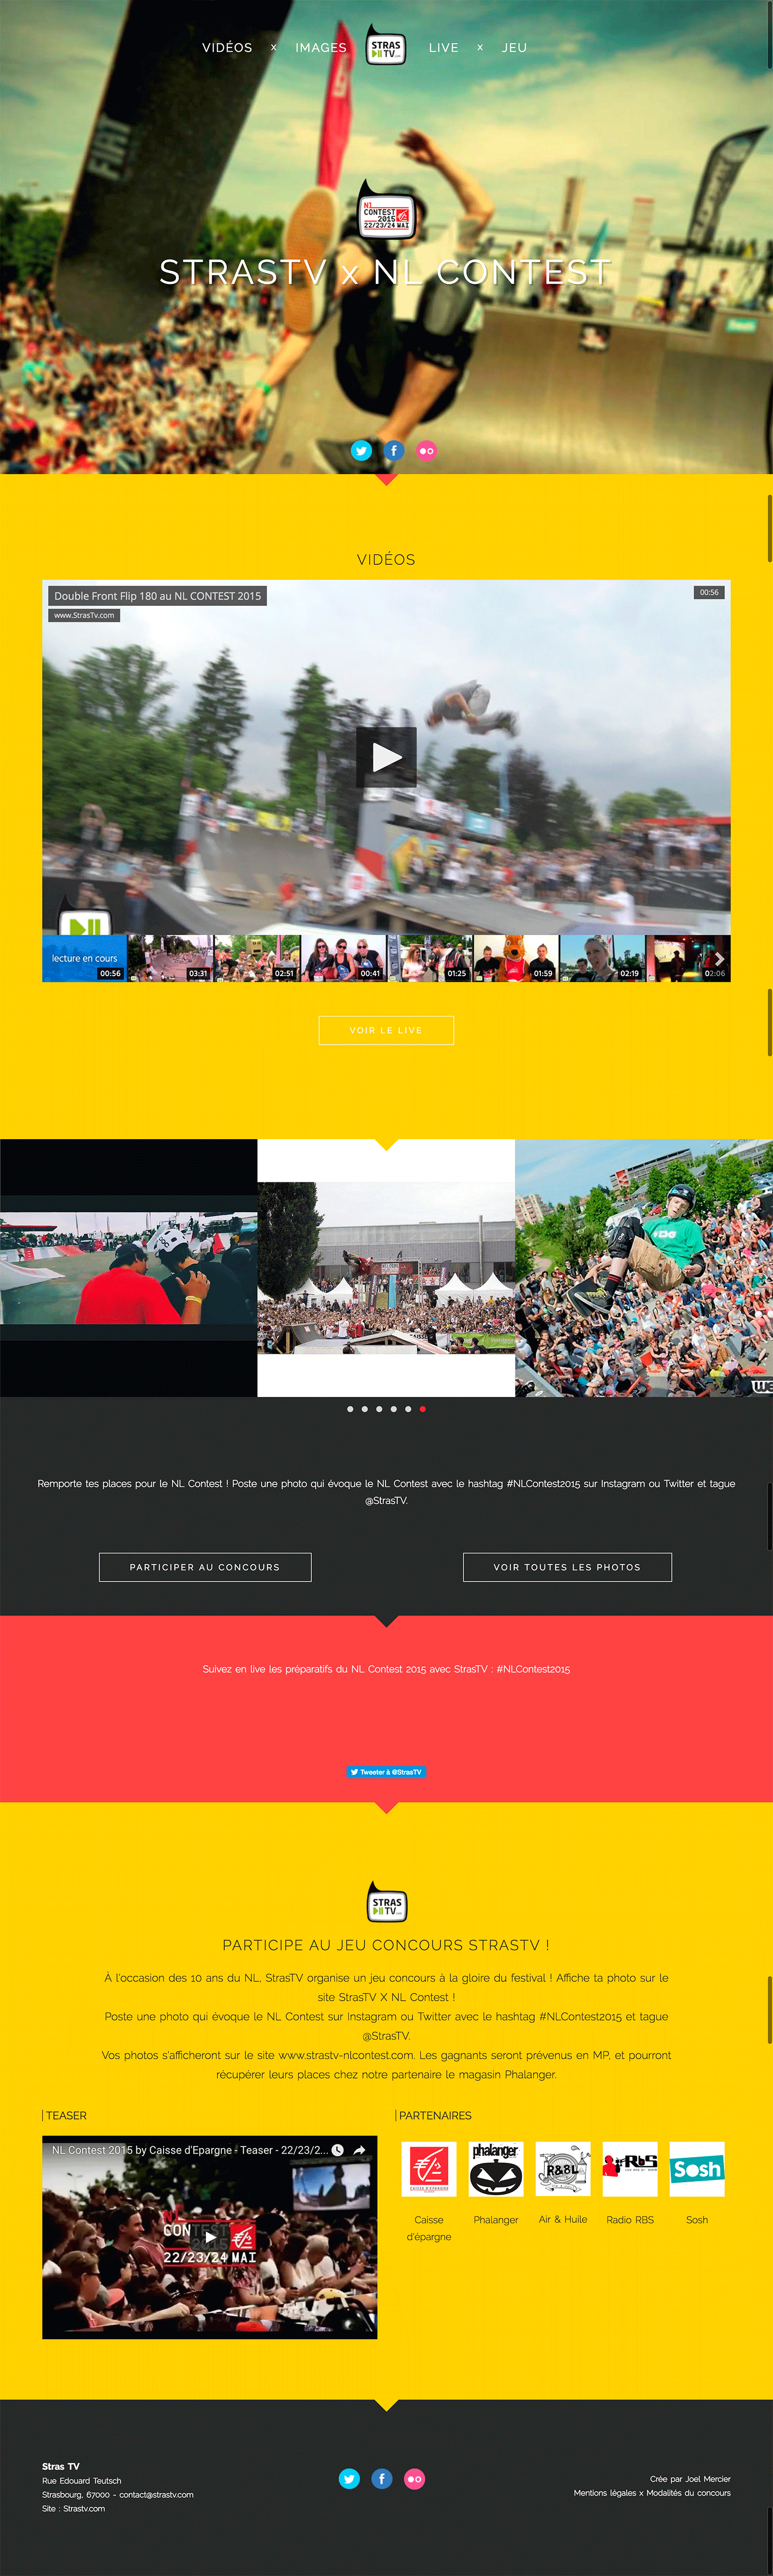 FIAT
VIDÉOS x IMAGES
STRAS
TV.com
LIVE x JEU
NL
CONTEST
2015
22/23/24 MAI
STRASTV x NL CONTEST
VIDÉOS
Double Front Flip 180 au NL CONTEST 2015
00:56
www.StrasTv.com
lecture en cours
00:56
03:31
02:51
00:41
01:25
01:59
02:19
02:06
VOIR LE LIVE
Remporte tes places pour le NL Contest ! Poste une photo qui évoque le NL Contest avec le hashtag #NLContest2015 sur Instagram ou Twitter et tague
@StrasTV.
PARTICIPER AU CONCOURS
VOIR TOUTES LES PHOTOS
Suivez en live les préparatifs du NL Contest 2015 avec StrasTV : #NLContest2015
Tweeter à @StrasTV
STRAS
TV.com
PARTICIPE AU JEU CONCOURS STRASTV !
À l'occasion des 10 ans du NL, StrasTV organise un jeu concours à la gloire du festival ! Affiche ta photo sur le
site StrasTV X NL Contest !
Poste une photo qui évoque le NL Contest sur Instagram ou Twitter avec le hashtag #NLContest2015 et tague
@StrasTV.
Vos photos s'afficheront sur le site www.strastv-nlcontest.com. Les gagnants seront prévenus en MP, et pourront
récupérer leurs places chez notre partenaire le magasin Phalanger.
TEASER
NL Contest 2015 by Caisse d'Epargne - Teaser - 22/23/2...
NL
CONTEST
2015
22/23/24 MAI
PARTENAIRES
CAISSE D'EPARGNE
phalanger
R&BL
RBS
Sosh
Caisse
d'épargne
Phalanger
Air & Huile
Radio RBS
Sosh
Stras TV
Rue Edouard Teutsch
Strasbourg, 67000 - contact@strastv.com
Site : Strastv.com
Crée par Joel Mercier
Mentions légales x Modalités du concours